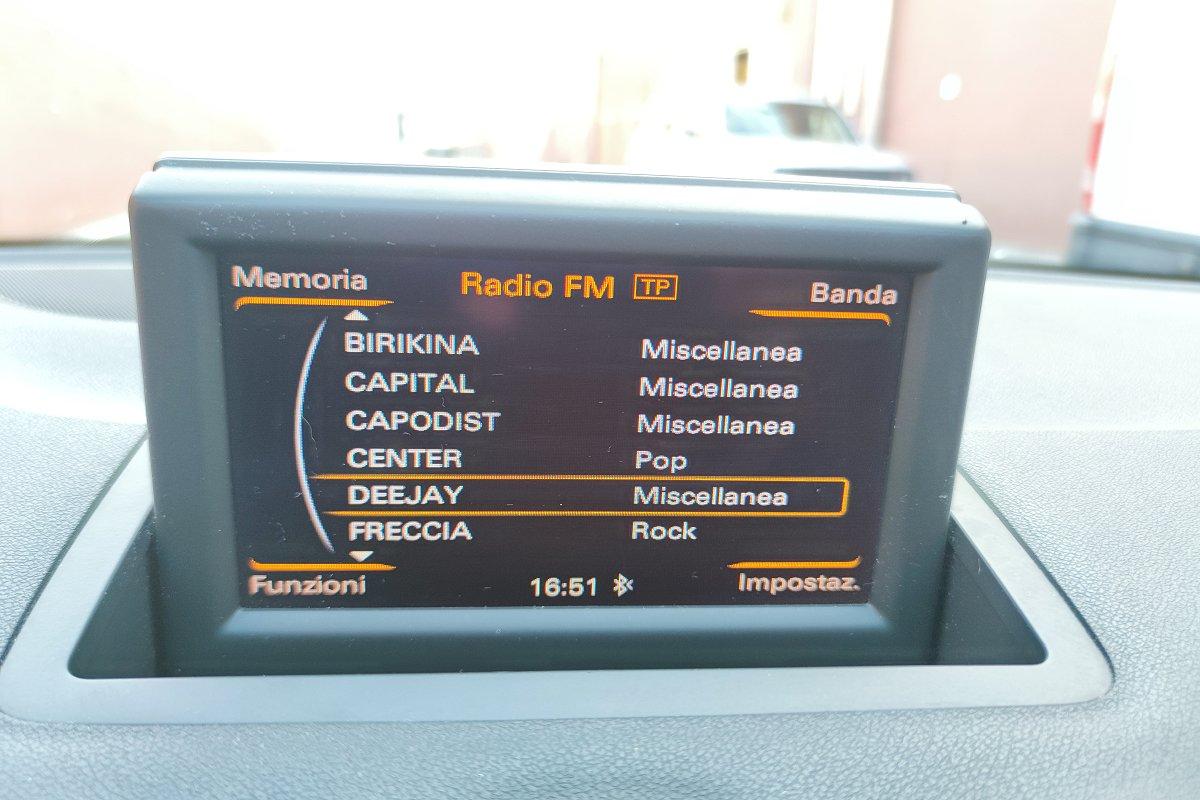 Memoria Radio FM TP Banda
BIRIKINA Miscellanea
CAPITAL Miscellanea
CAPODIST Miscellanea
CENTER Pop
DEEJAY Miscellanea
FRECCIA Rock
Funzioni 16:51 Impostaz.